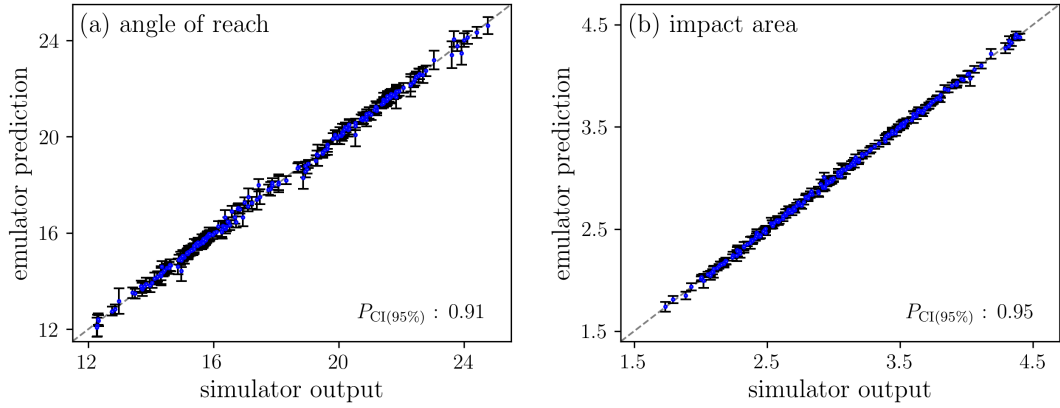 (a) angle of reach
24
20
16
12
emulator prediction
P_CI(95%) : 0.91
12 16 20 24
simulator output
(b) impact area
4.5
3.5
2.5
1.5
emulator prediction
P_CI(95%) : 0.95
1.5 2.5 3.5 4.5
simulator output